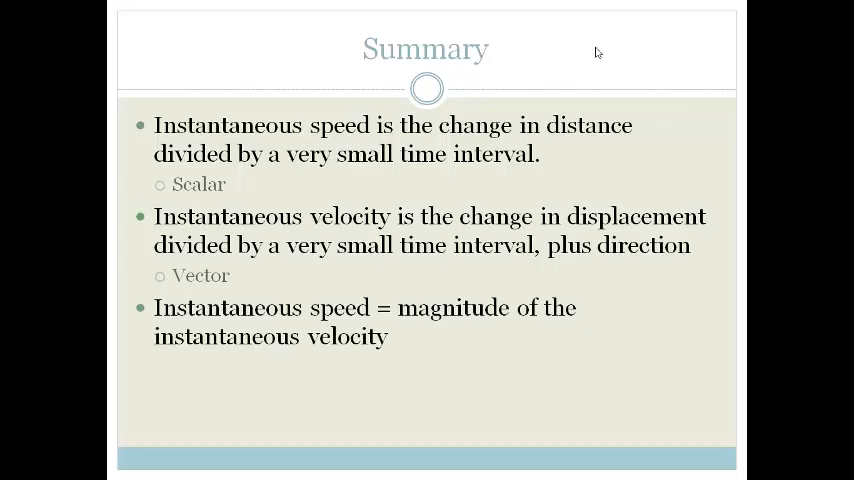 Summary
• Instantaneous speed is the change in distance
divided by a very small time interval.
○ Scalar
• Instantaneous velocity is the change in displacement
divided by a very small time interval, plus direction
○ Vector
• Instantaneous speed = magnitude of the
instantaneous velocity